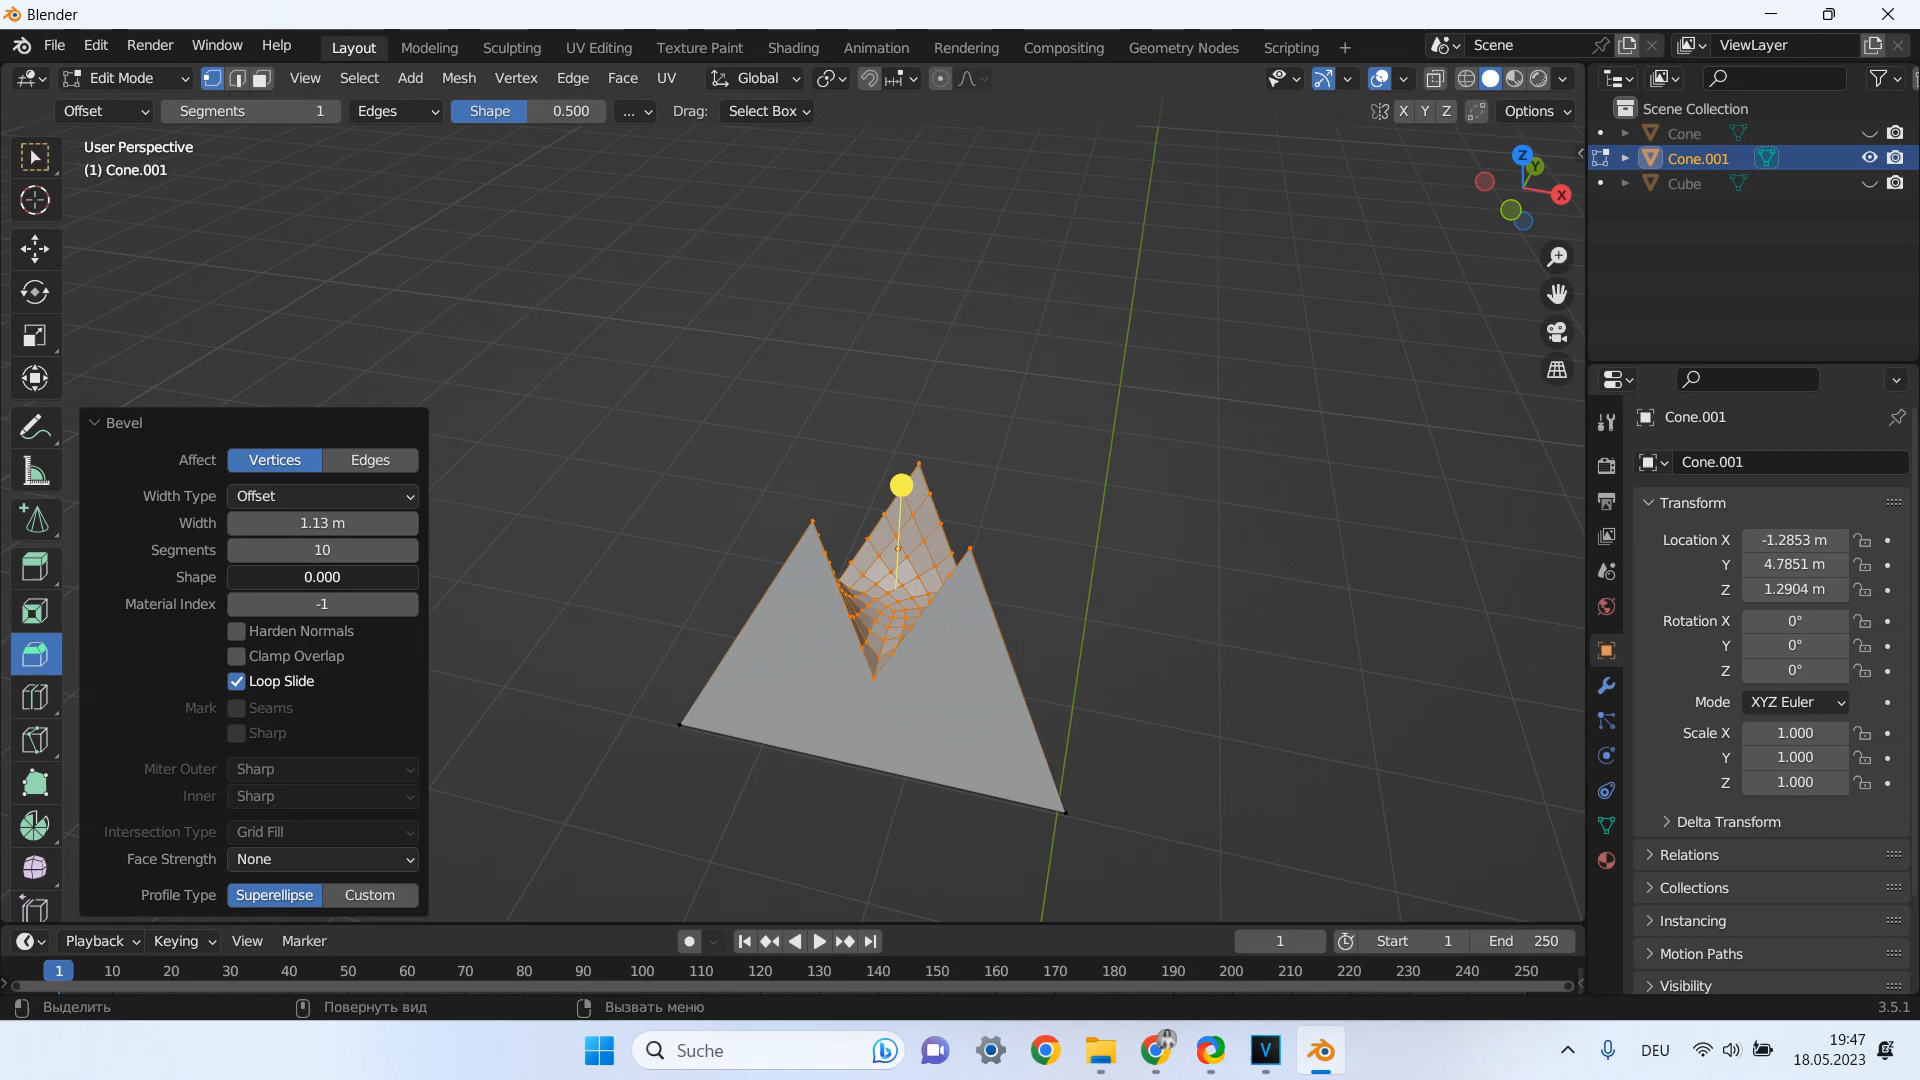 Blender
File Edit Render Window Help Layout Modeling Sculpting UV Editing Texture Paint Shading Animation Rendering Compositing Geometry Nodes Scripting + Scene ViewLayer
Edit Mode View Select Add Mesh Vertex Edge Face UV Global
Offset Segments 1 Edges Shape 0.500 ... Drag: Select Box X Y Z Options
User Perspective
(1) Cone.001
Z
Y
X
Scene Collection
Cone
Cone.001
Cube
Bevel
Affect Vertices Edges
Width Type Offset
Width 1.13 m
Segments 10
Shape 0.000
Material Index -1
Harden Normals
Clamp Overlap
Loop Slide
Mark Seams
Sharp
Miter Outer Sharp
Inner Sharp
Intersection Type Grid Fill
Face Strength None
Profile Type Superellipse Custom
Cone.001
Cone.001
Transform
Location X -1.2853 m
Y 4.7851 m
Z 1.2904 m
Rotation X 0°
Y 0°
Z 0°
Mode XYZ Euler
Scale X 1.000
Y 1.000
Z 1.000
Delta Transform
Relations
Collections
Instancing
Motion Paths
Visibility
Playback Keying View Marker 1 Start 1 End 250
1 10 20 30 40 50 60 70 80 90 100 110 120 130 140 150 160 170 180 190 200 210 220 230 240 250
Выделить Повернуть вид Вызвать меню 3.5.1
Suche V DEU 19:47
18.05.2023